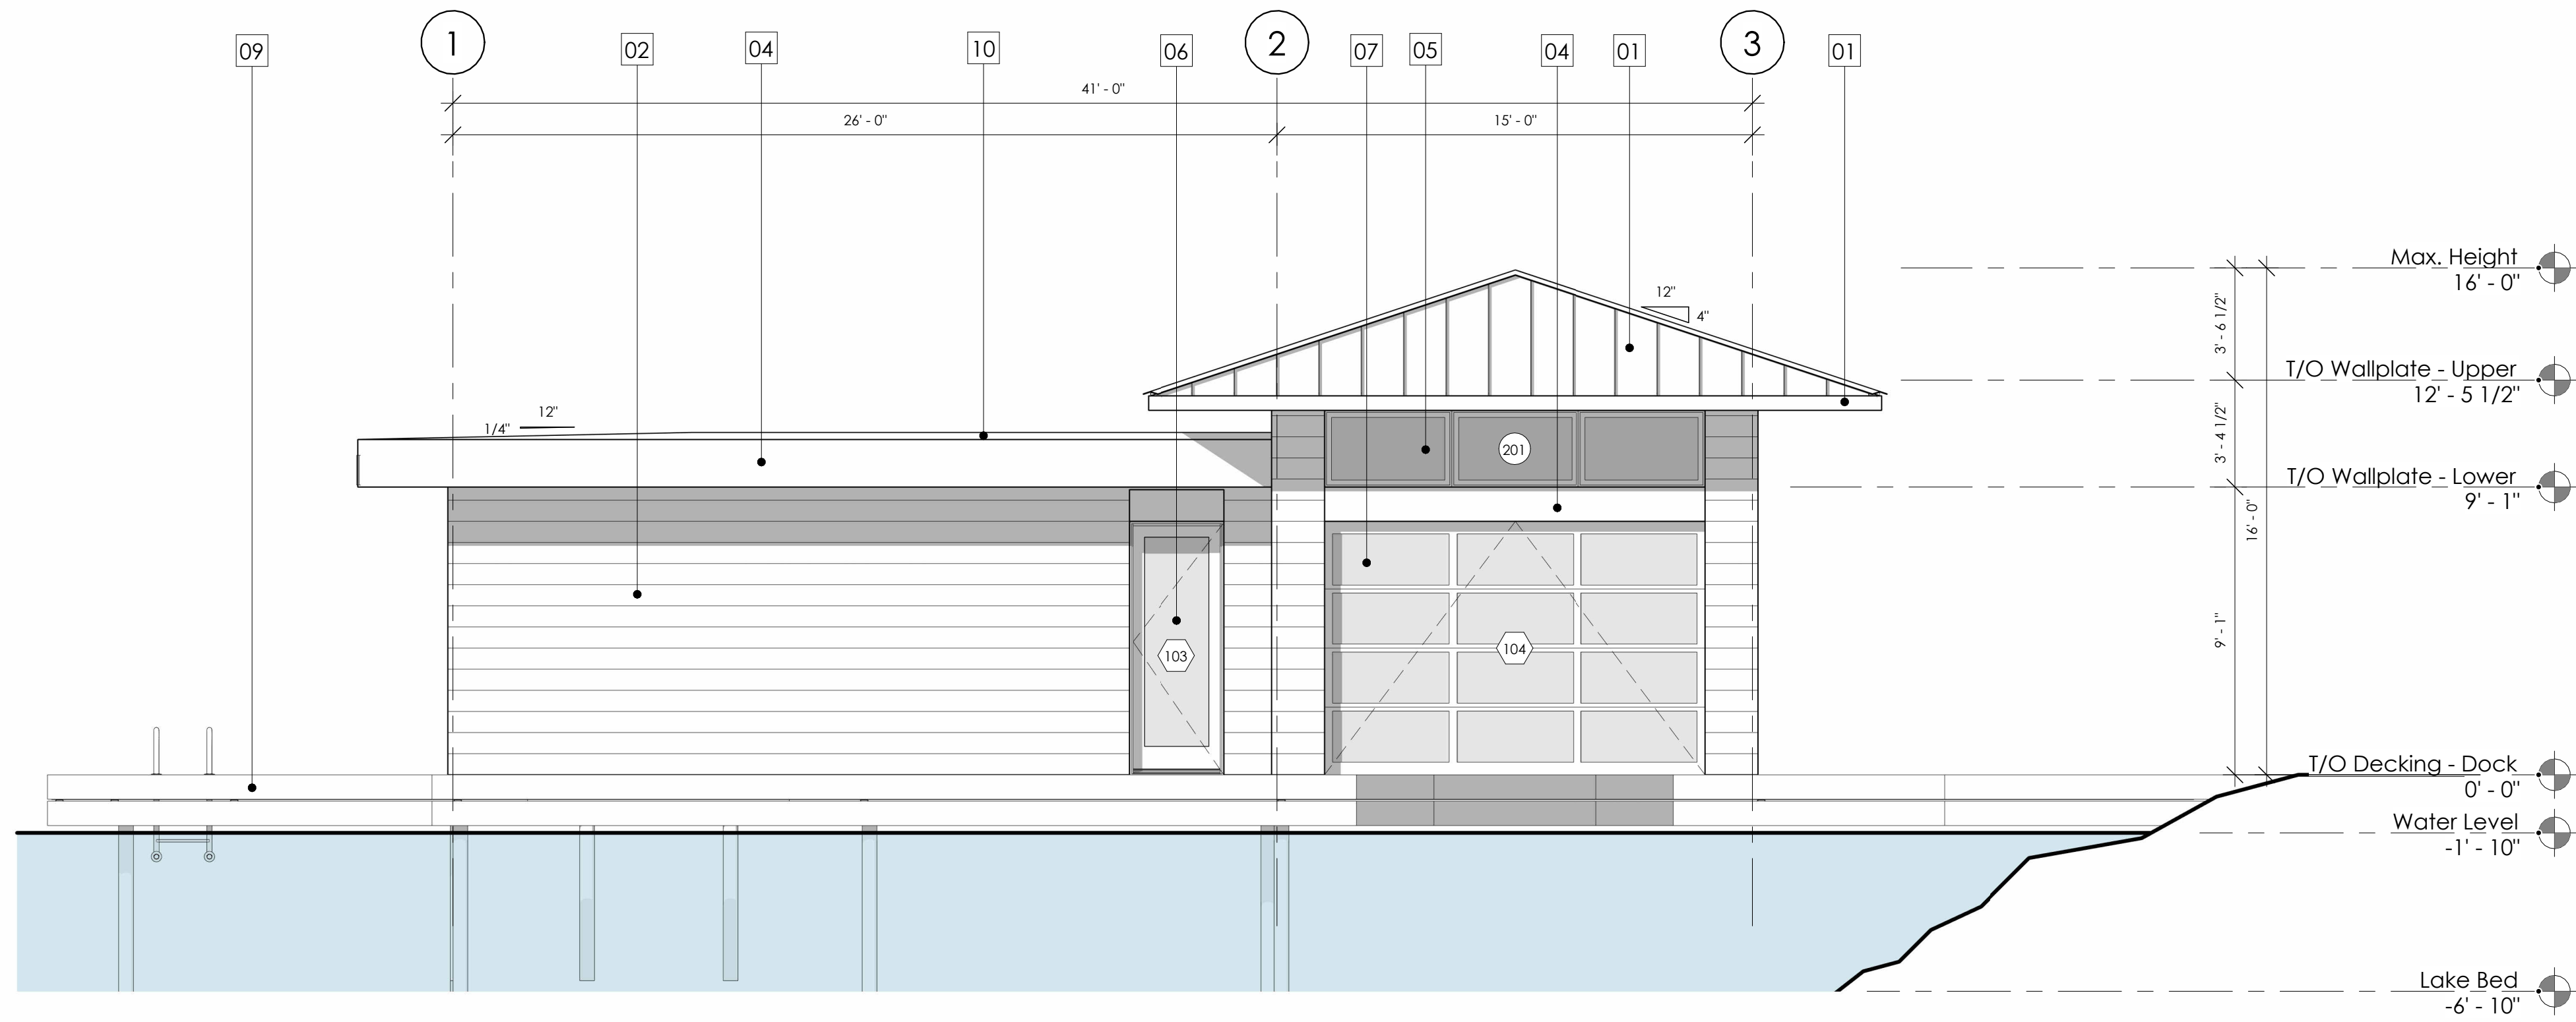 09
1
02
04
10
06
2
07
05
04
01
3
01
41' - 0"
26' - 0"
15' - 0"
12"
4"
12"
1/4"
201
103
104
Max. Height
16' - 0"
3' - 6 1/2"
T/O Wallplate - Upper
12' - 5 1/2"
3' - 4 1/2"
T/O Wallplate - Lower
9' - 1"
16' - 0"
9' - 1"
T/O Decking - Dock
0' - 0"
Water Level
-1' - 10"
Lake Bed
-6' - 10"